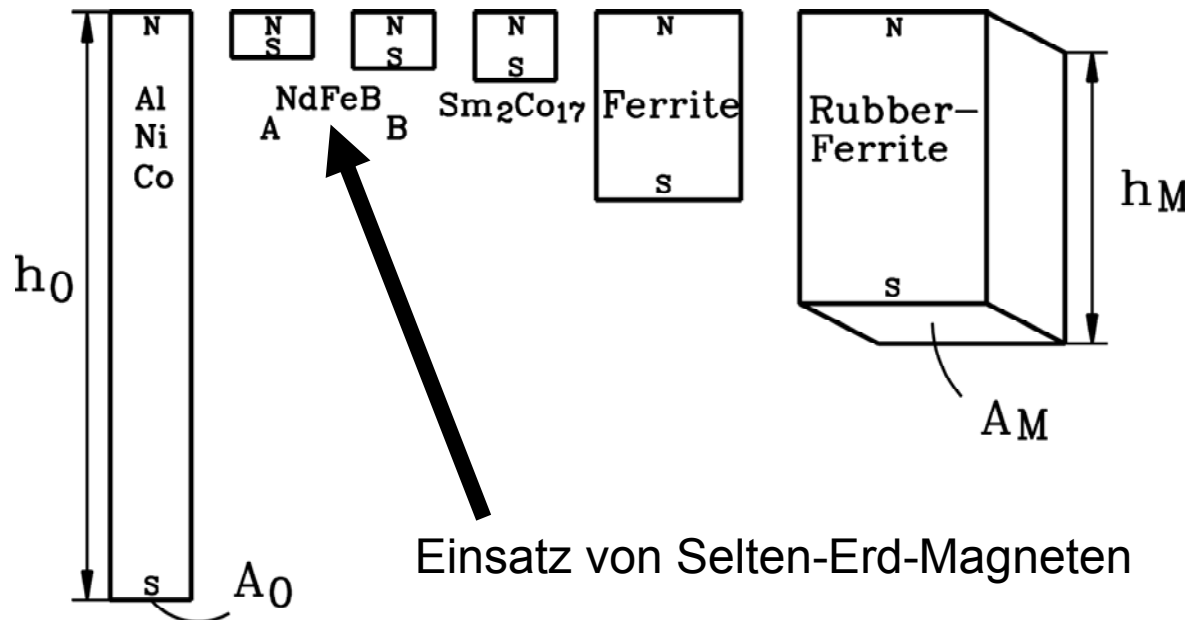 N N N N N N
S S S
Al
Ni
Co
NdFeB
A B
Sm₂Co₁₇
Ferrite
Rubber-
Ferrite
S
hM
h₀
S
AM
Einsatz von Selten-Erd-Magneten
S A₀